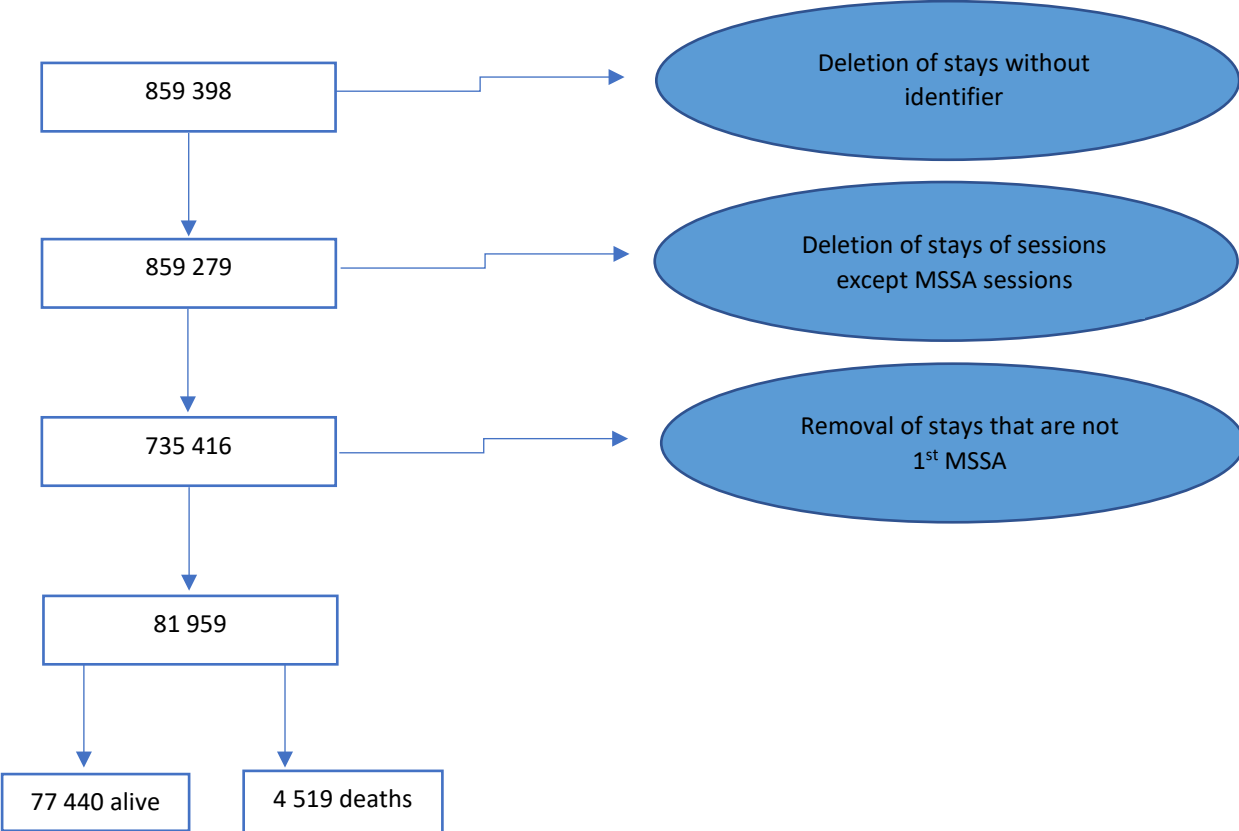 859 398
Deletion of stays without
identifier
859 279
Deletion of stays of sessions
except MSSA sessions
735 416
Removal of stays that are not
1st MSSA
81 959
77 440 alive
4 519 deaths